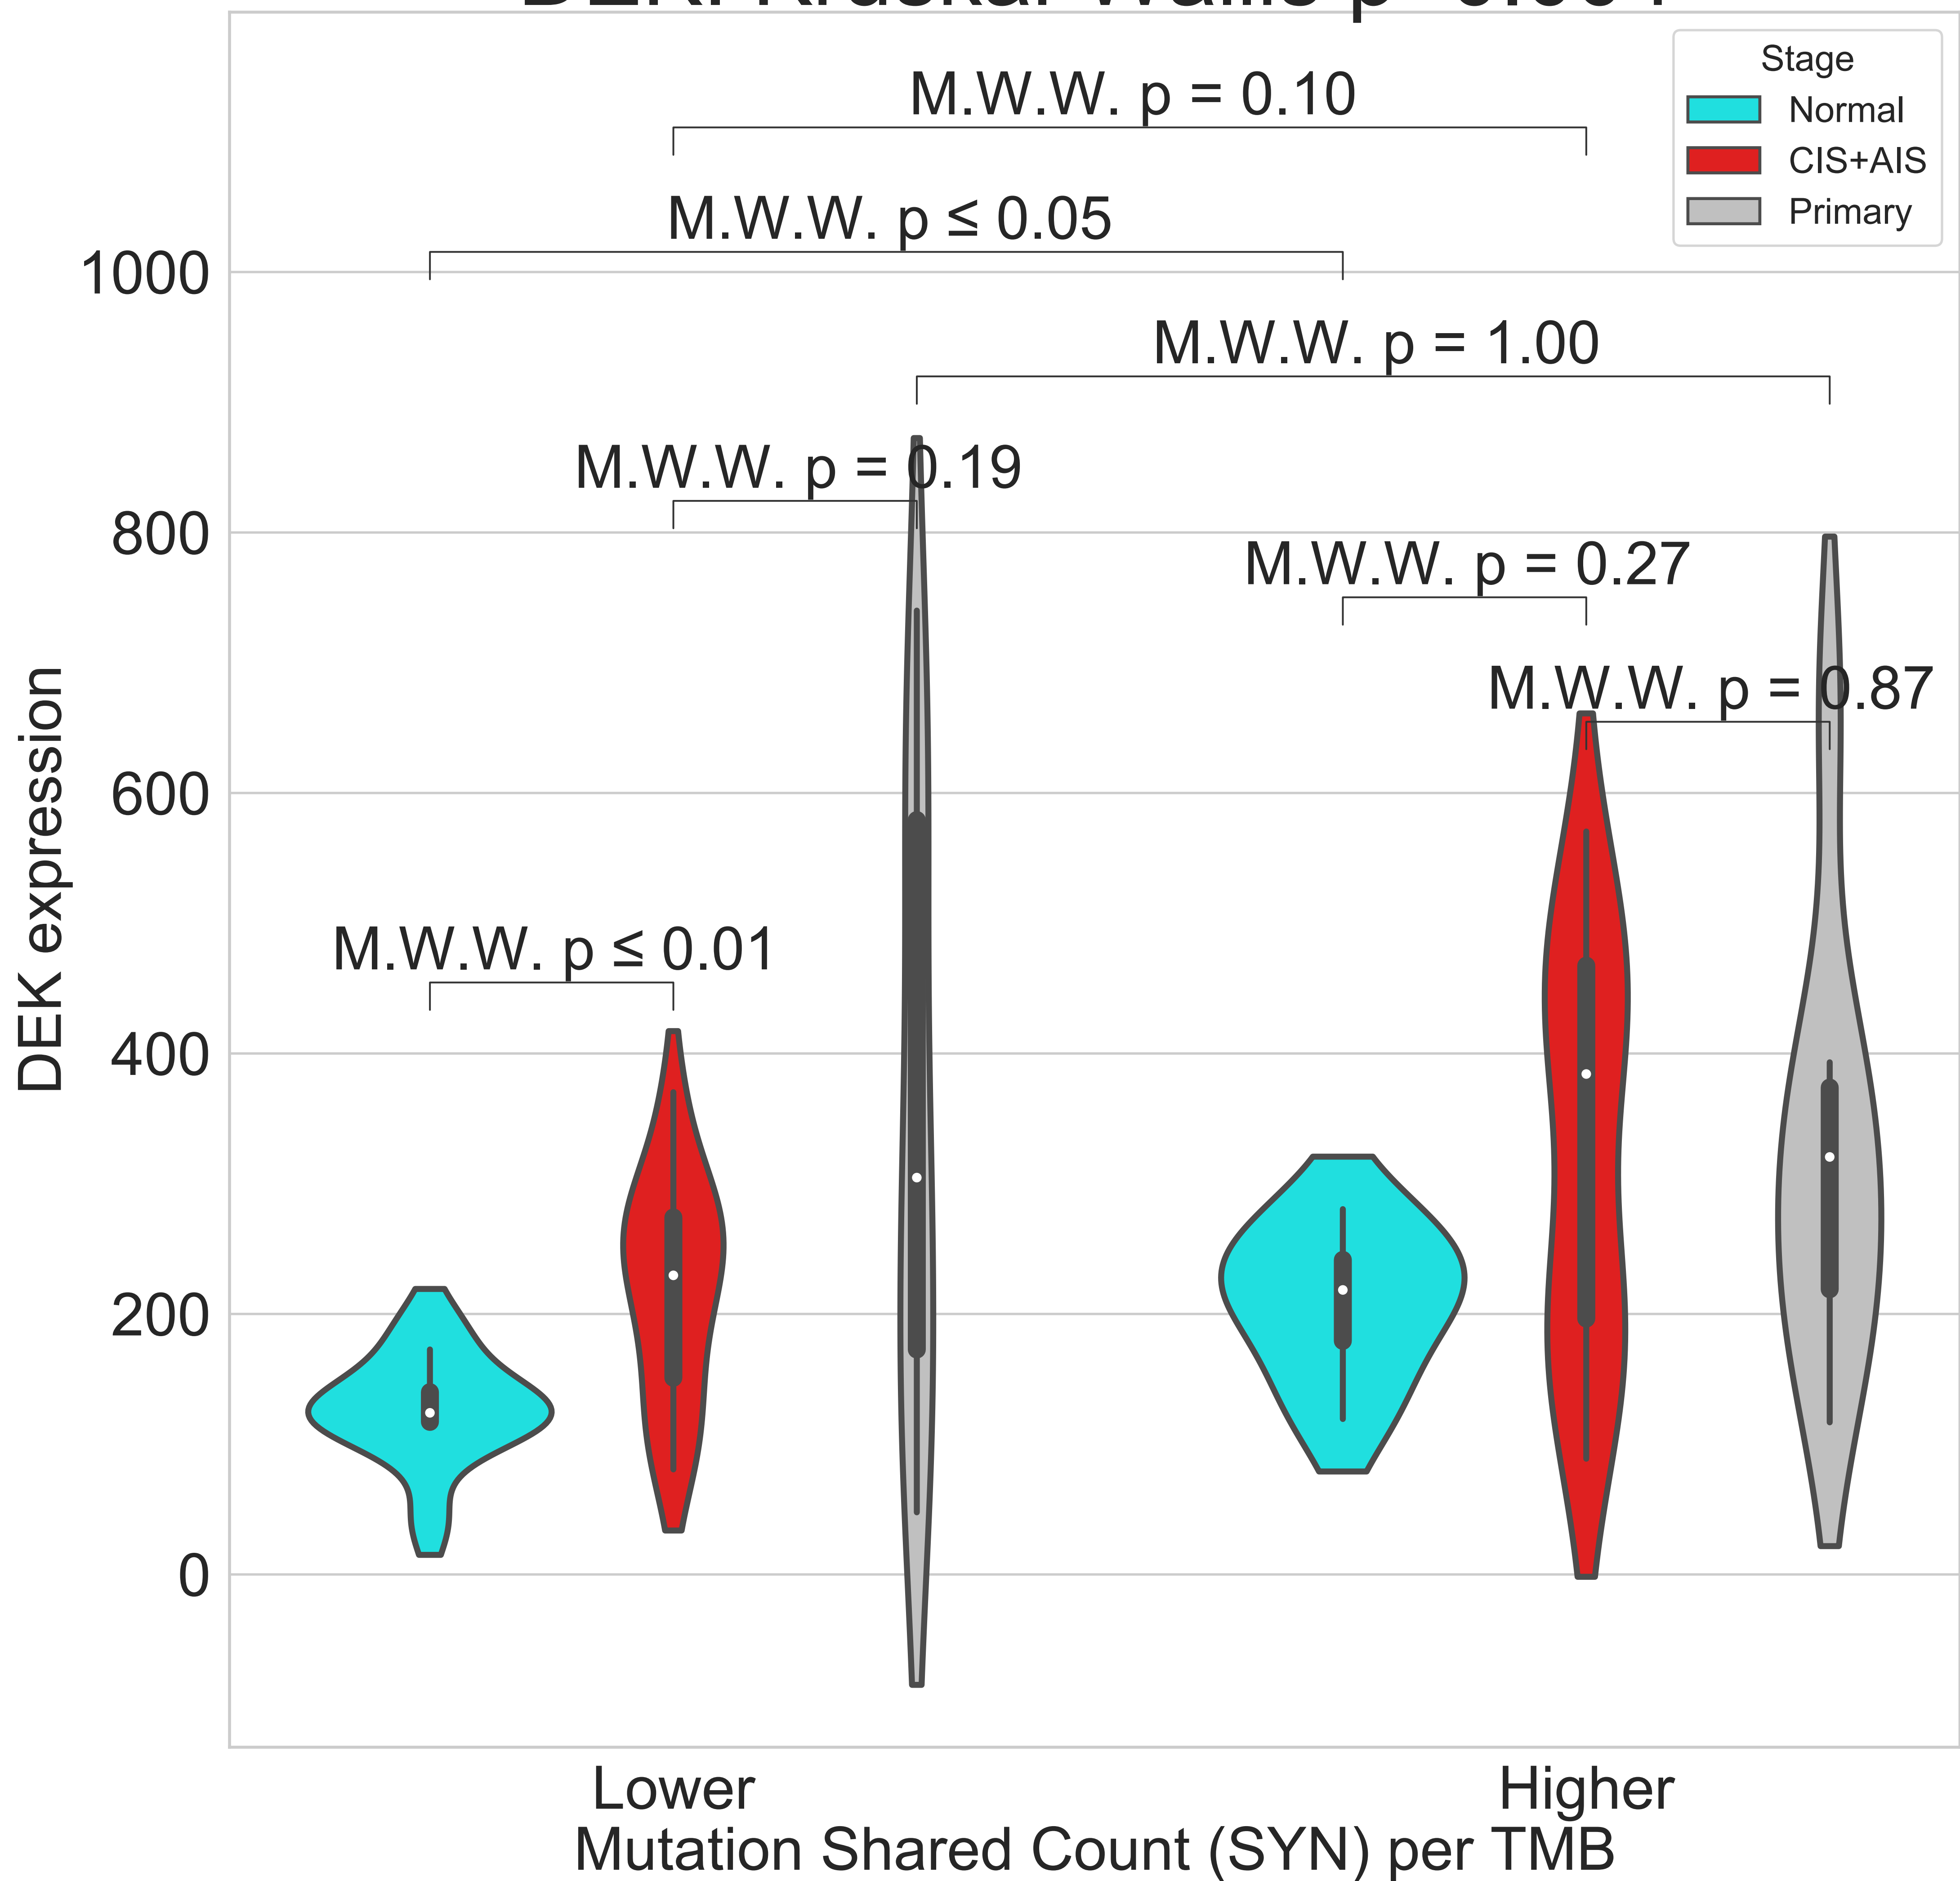 Stage
Normal
CIS+AIS
Primary
M.W.W. p = 0.10
M.W.W. p ≤ 0.05
M.W.W. p = 1.00
M.W.W. p = 0.19
M.W.W. p = 0.27
M.W.W. p = 0.87
M.W.W. p ≤ 0.01
1000
800
600
400
200
0
DEK expression
Lower
Higher
Mutation Shared Count (SYN) per TMB